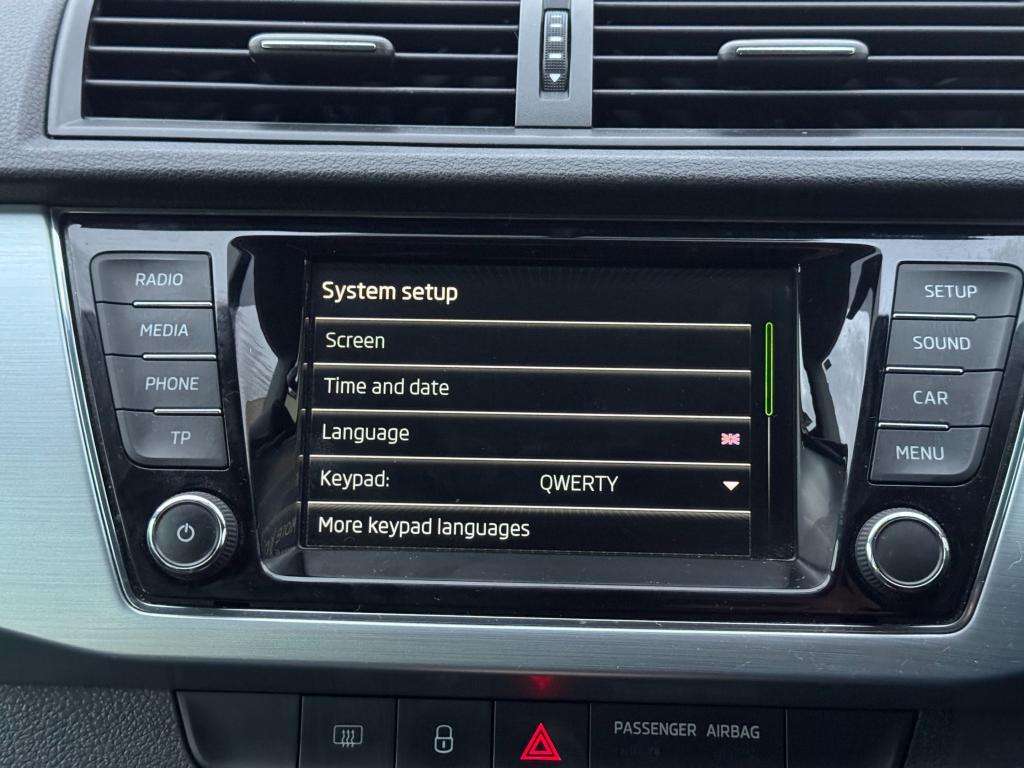 RADIO
MEDIA
PHONE
TP
System setup
Screen
Time and date
Language
Keypad: QWERTY
More keypad languages
SETUP
SOUND
CAR
MENU
PASSENGER AIRBAG